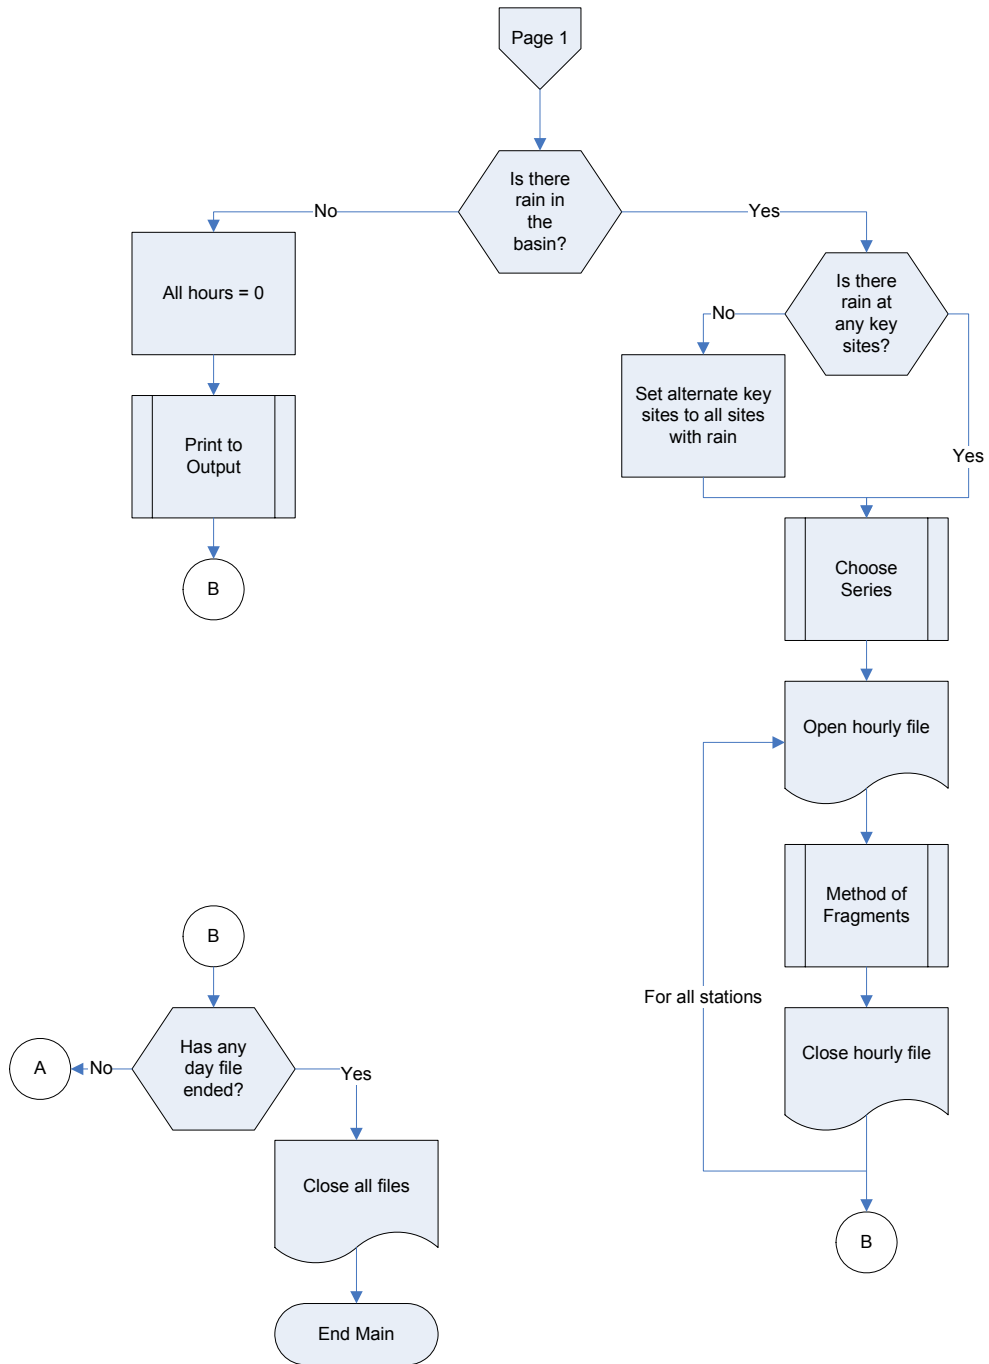 Page 1
Is there
rain in
the
basin?
No
Yes
All hours = 0
Is there
rain at
any key
sites?
No
Set alternate key
sites to all sites
with rain
Yes
Print to
Output
B
Choose
Series
Open hourly file
Method of
Fragments
For all stations
Close hourly file
B
B
Has any
day file
ended?
A
No
Yes
Close all files
End Main